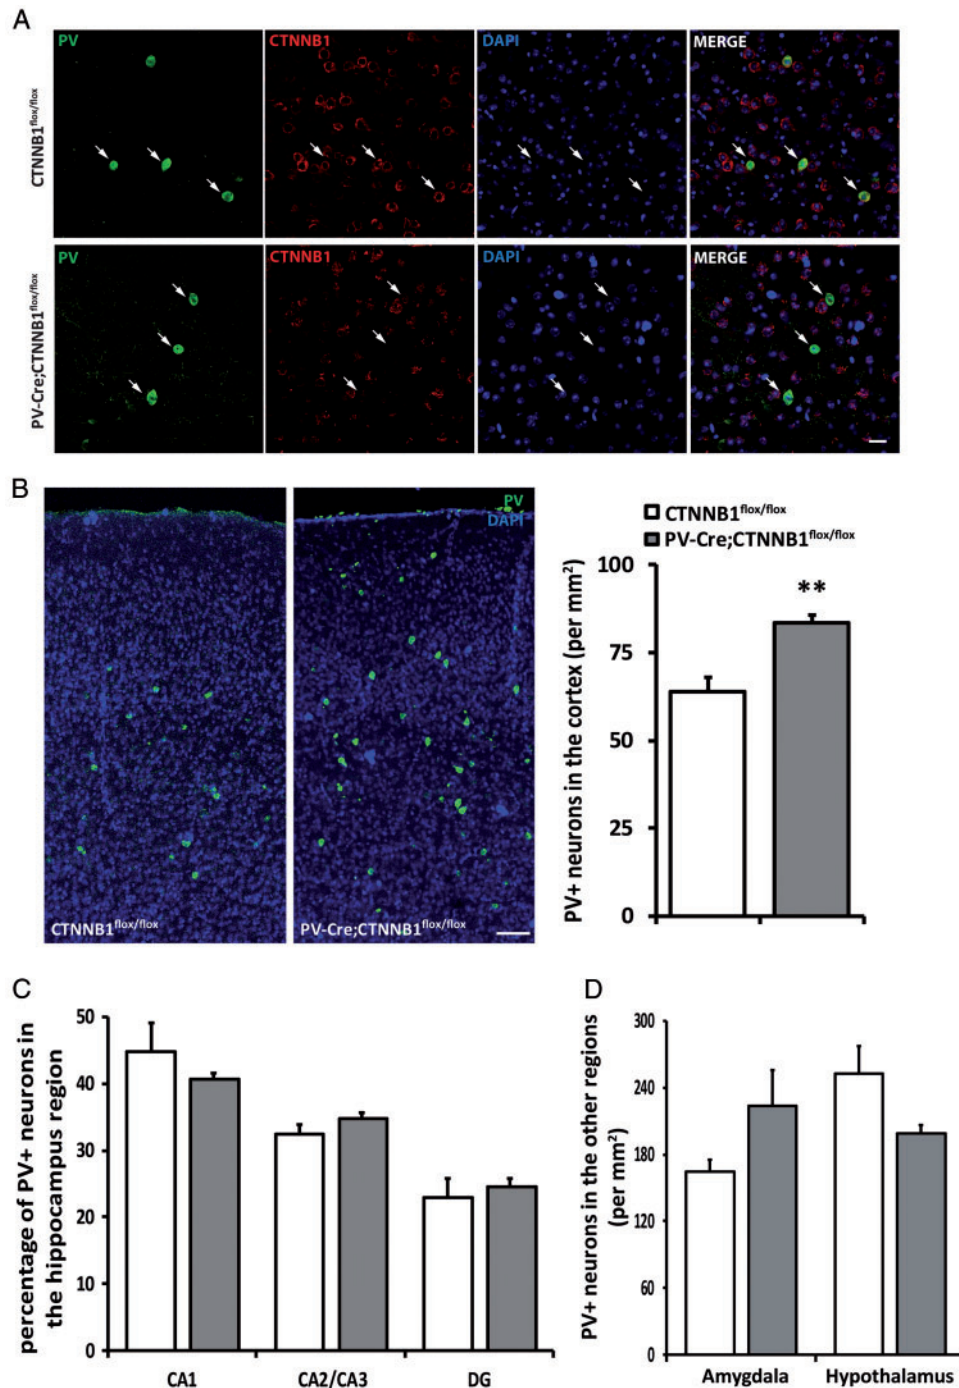 A
PV
CTNNB1
DAPI
MERGE
CTNNB1flox/flox
PV
CTNNB1
DAPI
MERGE
PV-Cre;CTNNB1flox/flox
B
PV
DAPI
CTNNB1flox/flox
PV-Cre;CTNNB1flox/flox
CTNNB1flox/flox
PV-Cre;CTNNB1flox/flox
**
PV+ neurons in the cortex (per mm²)
100
75
50
25
0
C
percentage of PV+ neurons in
the hippocampus region
50
40
30
20
10
0
CA1 CA2/CA3 DG
D
PV+ neurons in the other regions
(per mm²)
300
240
180
120
60
0
Amygdala Hypothalamus